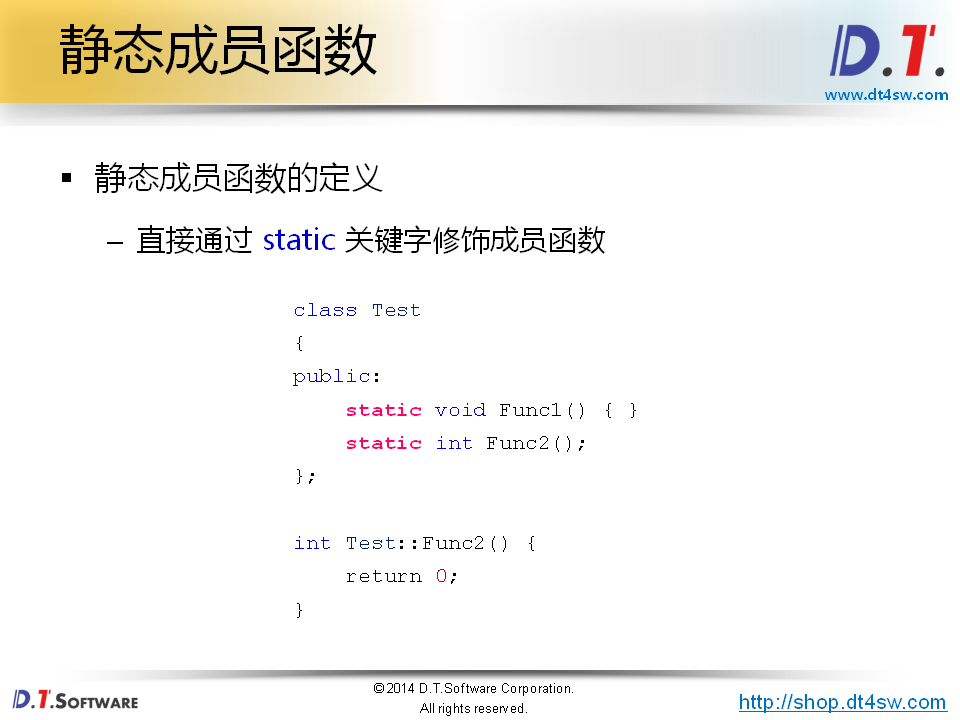 静态成员函数
D.T.
www.dt4sw.com
▪ 静态成员函数的定义
– 直接通过 static 关键字修饰成员函数
class Test
{
public:
    static void Func1() { }
    static int Func2();
};
int Test::Func2() {
    return 0;
}
D.T.SOFTWARE
©2014 D.T.Software Corporation.
All rights reserved.
http://shop.dt4sw.com